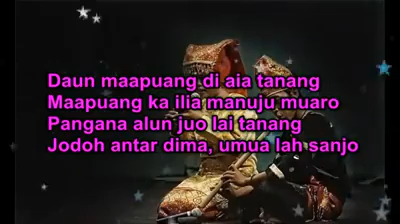 Daun maapuang di aia tanang
Maapuang ka ilia manuju muaro
Pangana alun juo lai tanang
Jodoh antar dima, umua lah sanjo